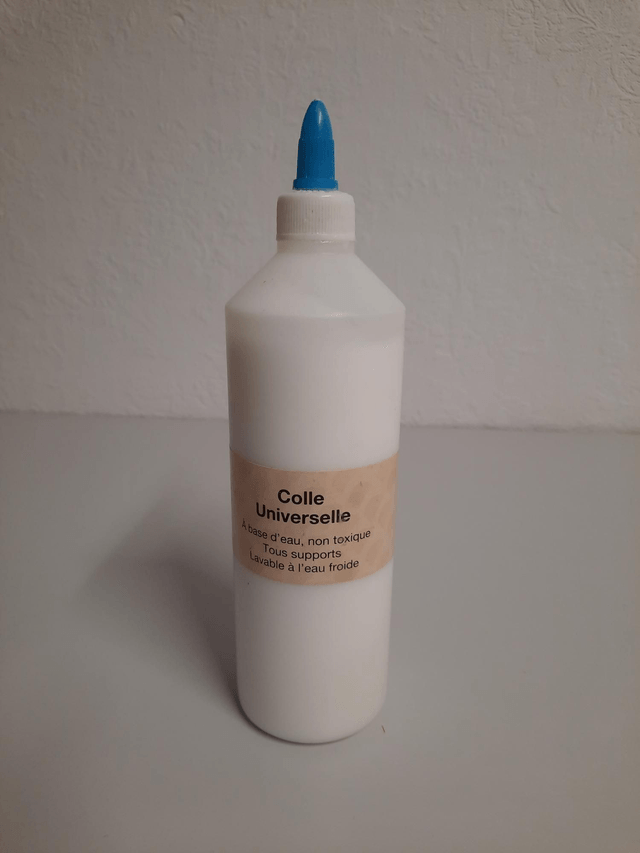 Colle
Universelle
À base d'eau, non toxique
Tous supports
Lavable à l'eau froide